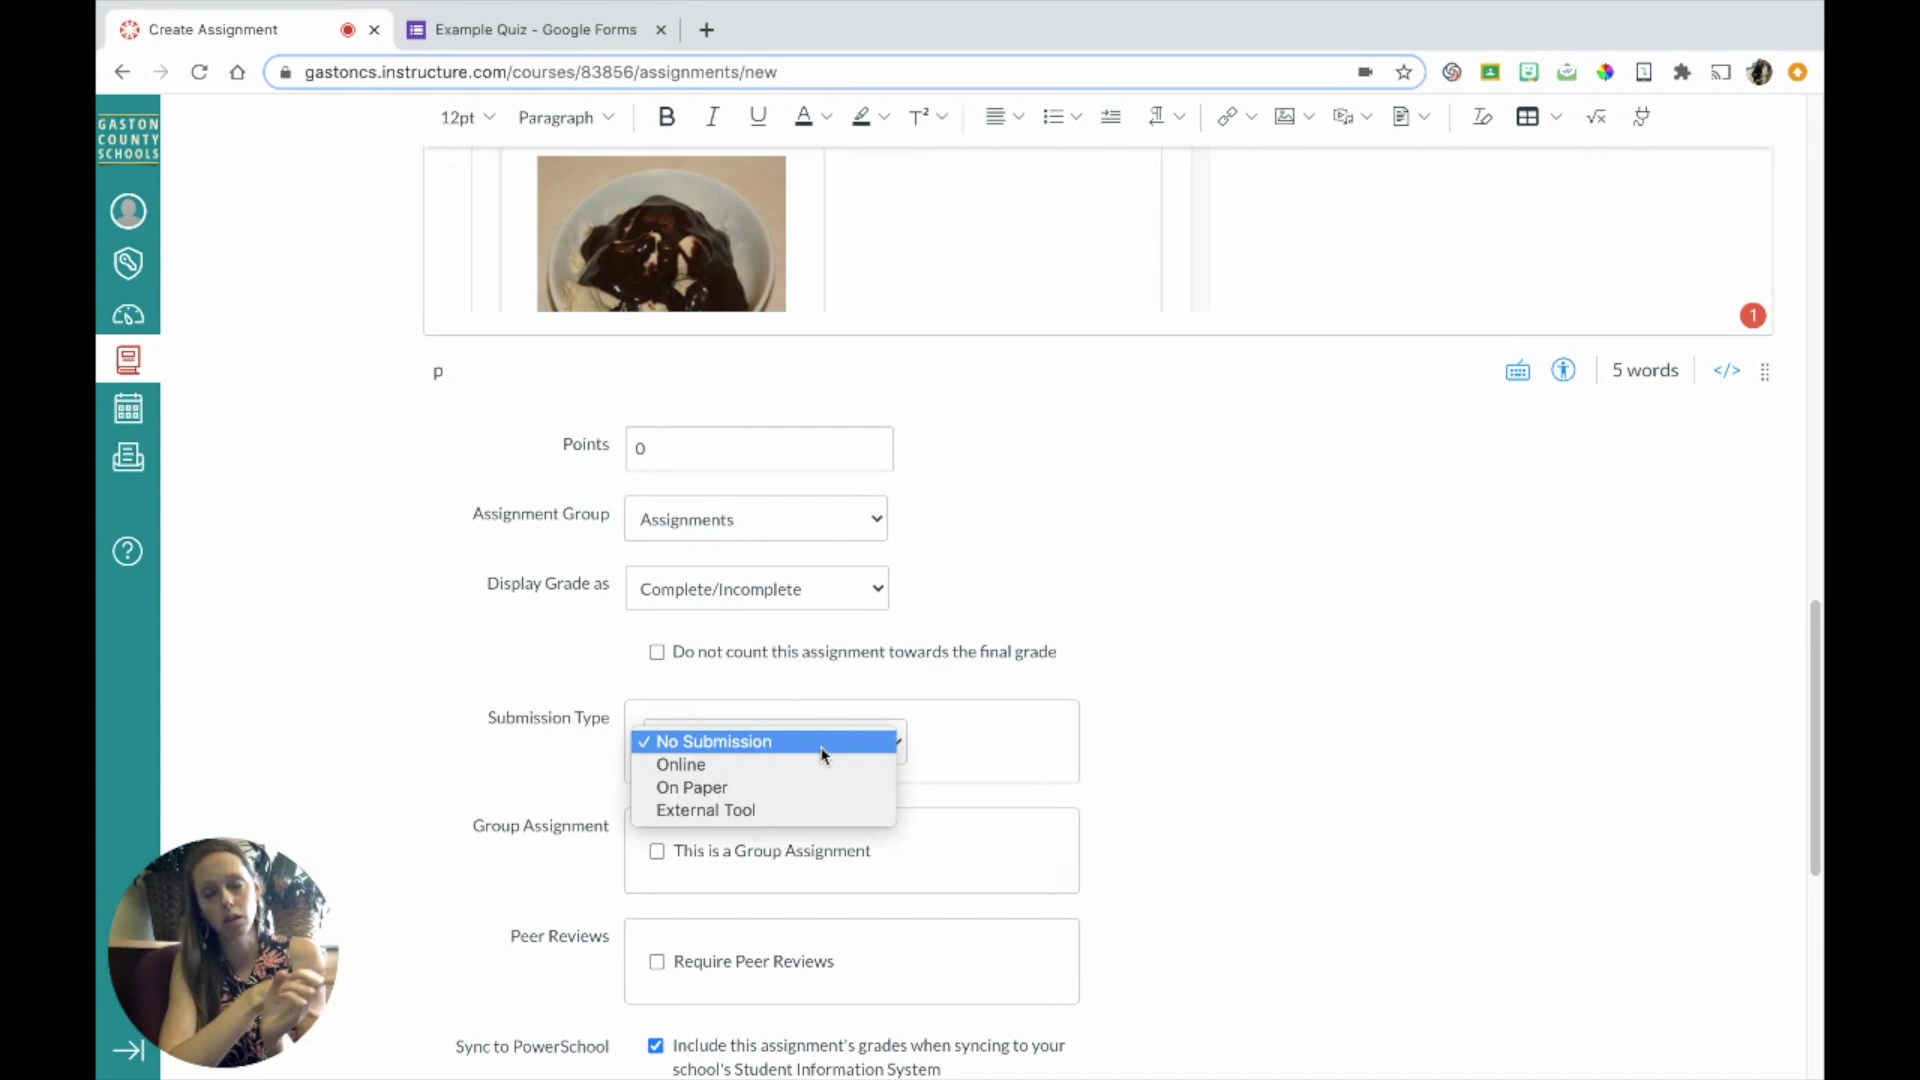 Create Assignment
Example Quiz - Google Forms
gastoncs.instructure.com/courses/83856/assignments/new
GASTON
COUNTY
SCHOOLS
12pt
Paragraph
B
I
U
A
T²
1
p
5 words
</>
Points
0
Assignment Group
Assignments
Display Grade as
Complete/Incomplete
Do not count this assignment towards the final grade
Submission Type
✓ No Submission
Online
On Paper
External Tool
Group Assignment
This is a Group Assignment
Peer Reviews
Require Peer Reviews
Sync to PowerSchool
Include this assignment's grades when syncing to your
school's Student Information System